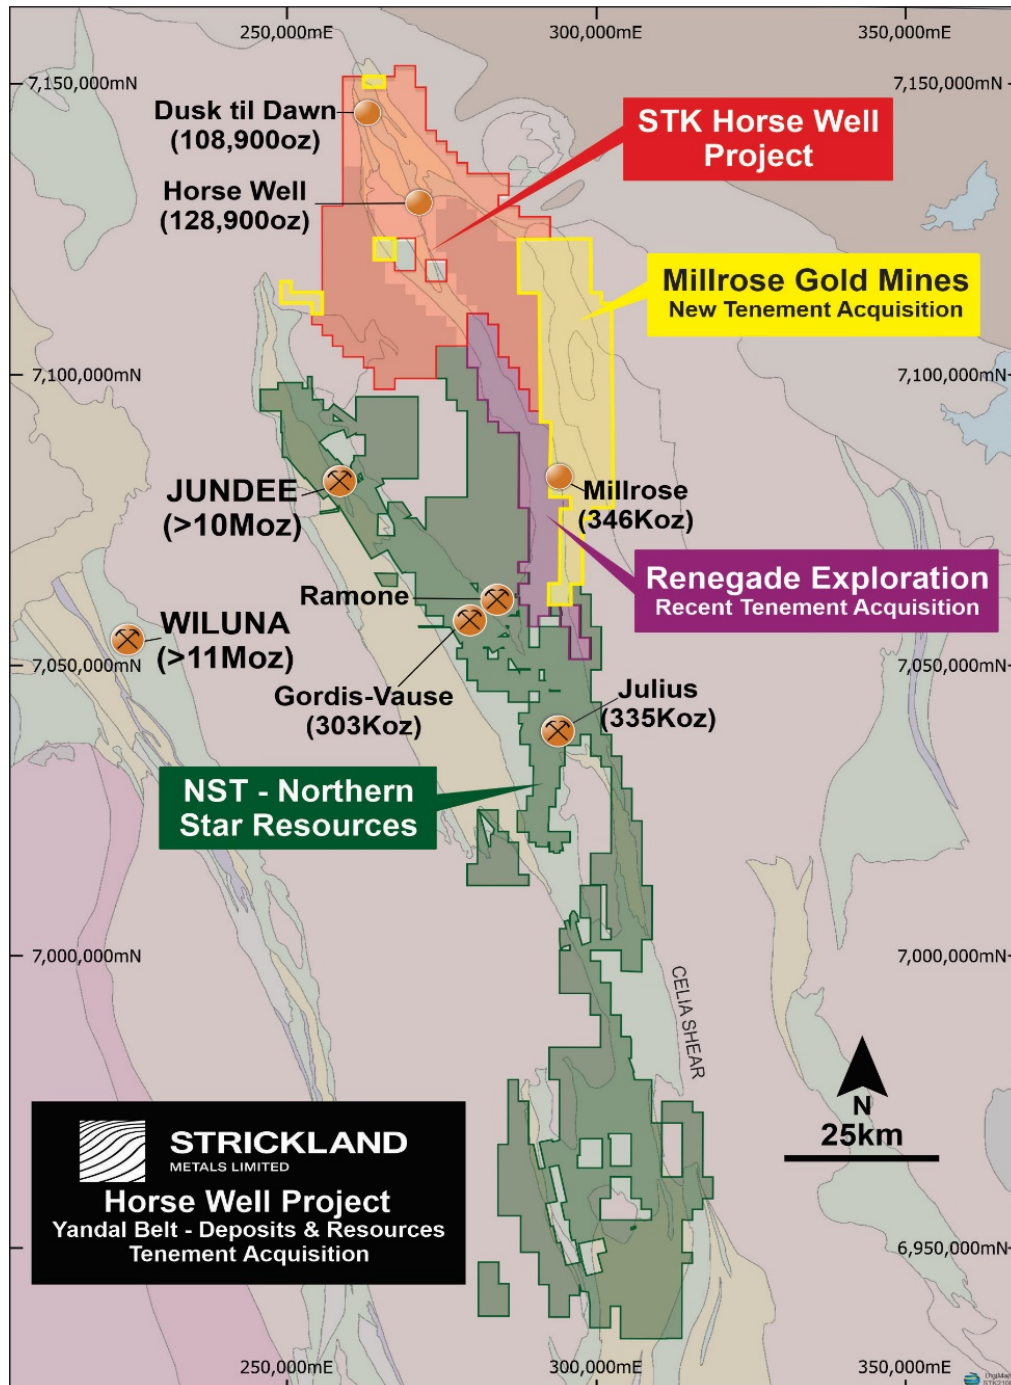 250,000mE
300,000mE
350,000mE
7,150,000mN
7,150,000mN
Dusk til Dawn
(108,900oz)
STK Horse Well
Project
Horse Well
(128,900oz)
Millrose Gold Mines
New Tenement Acquisition
7,100,000mN
7,100,000mN
JUNDEE
(>10Moz)
Millrose
(346Koz)
Renegade Exploration
Recent Tenement Acquisition
Ramone
WILUNA
(>11Moz)
7,050,000mN
7,050,000mN
Gordis-Vause
(303Koz)
Julius
(335Koz)
NST - Northern
Star Resources
7,000,000mN
7,000,000mN
CELIA SHEAR
N
25km
STRICKLAND
METALS LIMITED
Horse Well Project
Yandal Belt - Deposits & Resources
Tenement Acquisition
6,950,000mN
250,000mE
300,000mE
350,000mE